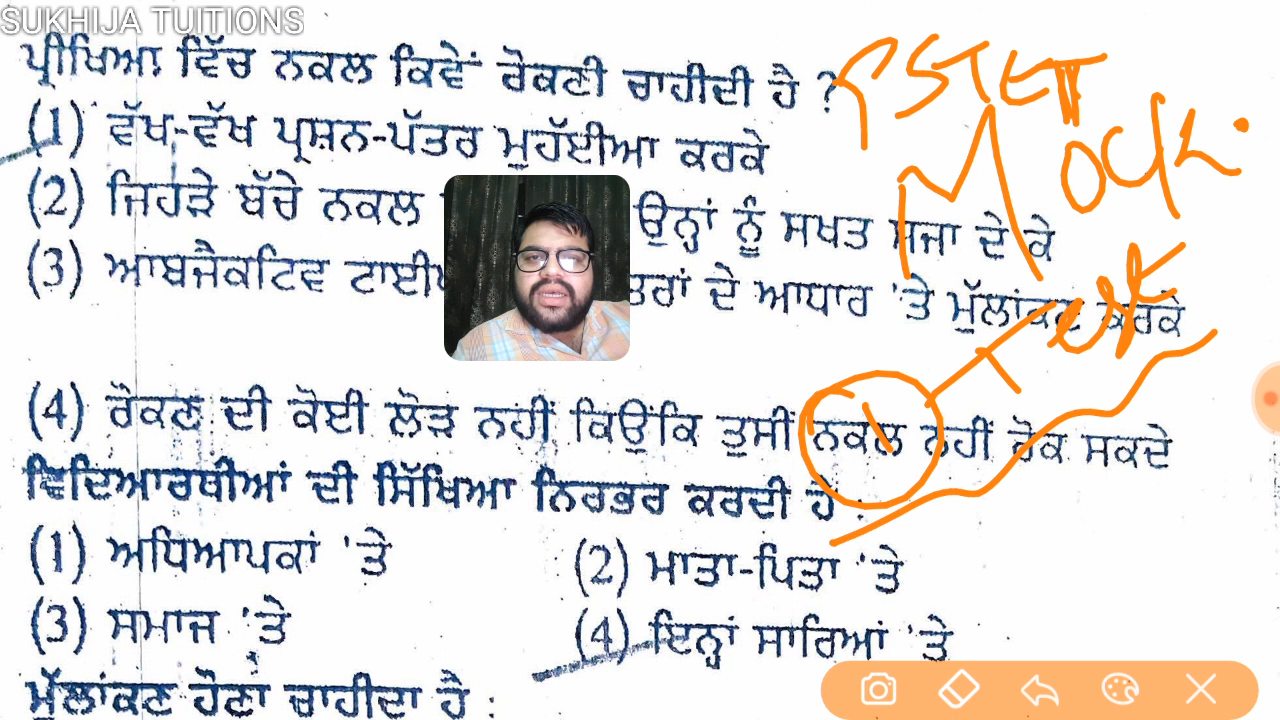 SUKHIJA TUITIONS
ਪ੍ਰੀਖਿਆ ਵਿੱਚ ਨਕਲ ਕਿਵੇਂ ਰੋਕਣੀ ਚਾਹੀਦੀ ਹੈ ?
(1) ਵੱਖ-ਵੱਖ ਪ੍ਰਸ਼ਨ-ਪੱਤਰ ਮੁਹੱਈਆ ਕਰਕੇ
(2) ਜਿਹੜੇ ਬੱਚੇ ਨਕਲ ਉਨ੍ਹਾਂ ਨੂੰ ਸਖਤ ਸਜਾ ਦੇ ਕੇ
(3) ਆਬਜੈਕਟਿਵ ਦੇ ਆਧਾਰ 'ਤੇ ਮੁੱਲਾਂਕਣ ਕਰਕੇ
(4) ਰੋਕਣ ਦੀ ਕੋਈ ਲੋੜ ਨਹੀਂ ਕਿਉਂਕਿ ਤੁਸੀਂ ਨਕਲ ਨਹੀਂ ਰੋਕ ਸਕਦੇ
ਵਿਦਿਆਰਥੀਆਂ ਦੀ ਸਿੱਖਿਆ ਨਿਰਭਰ ਕਰਦੀ ਹੈ :
(1) ਅਧਿਆਪਕਾਂ 'ਤੇ (2) ਮਾਤਾ-ਪਿਤਾ 'ਤੇ
(3) ਸਮਾਜ 'ਤੇ (4) ਇਨ੍ਹਾਂ ਸਾਰਿਆਂ 'ਤੇ
ਮੁੱਲਾਂਕਣ ਹੋਣਾ ਚਾਹੀਦਾ ਹੈ :
PSTET
Mock
Test
1